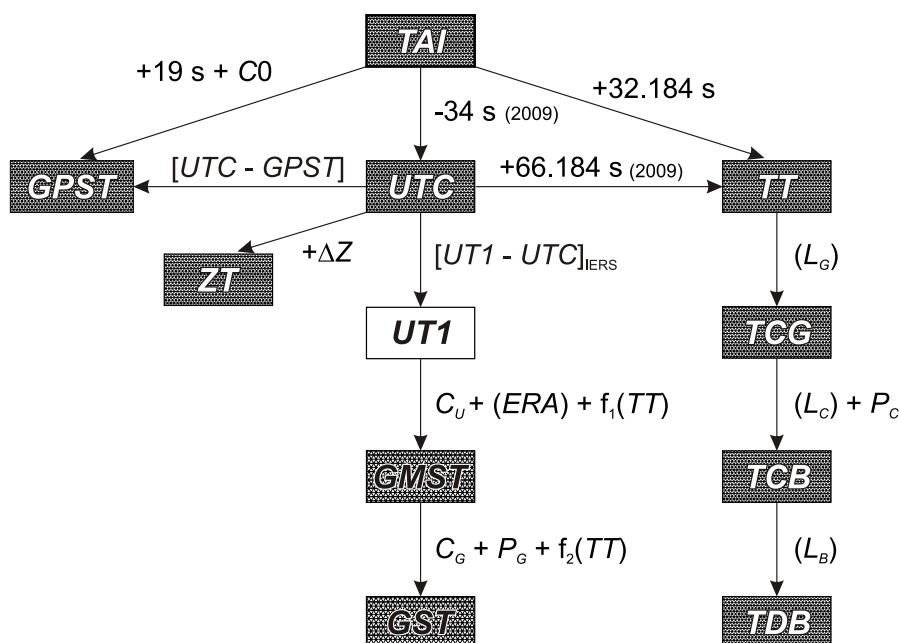 TAI
+19 s + C0
+32.184 s
-34 s (2009)
[UTC - GPST]
+66.184 s (2009)
GPST
UTC
TT
+ΔZ
[UT1 - UTC]IERS
(LG)
ZT
UT1
TCG
CU + (ERA) + f1(TT)
(LC) + PC
GMST
TCB
CG + PG + f2(TT)
(LB)
GST
TDB